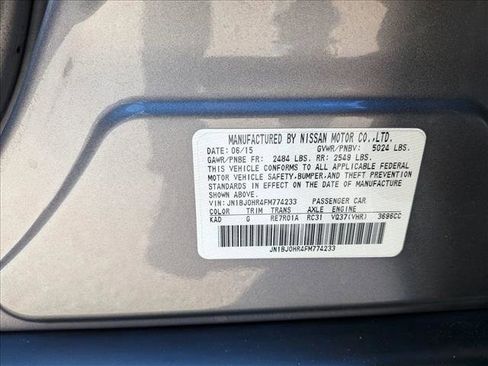 MANUFACTURED BY NISSAN MOTOR CO.,LTD.
DATE: 06/15 GVWR/PNBV: 5024 LBS.
GAWR/PNBE FR: 2484 LBS. RR: 2549 LBS.
THIS VEHICLE CONFORMS TO ALL APPLICABLE FEDERAL
MOTOR VEHICLE SAFETY,BUMPER,AND THEFT PREVENTION
STANDARDS IN EFFECT ON THE DATE OF MANUFACTURE
SHOWN ABOVE.
VIN: JN1BJ0HR4FM774233 PASSENGER CAR
COLOR TRIM TRANS AXLE ENGINE
KAD G RE7R01A RC31 VQ37(VHR) 3696CC
JN1BJ0HR4FM774233